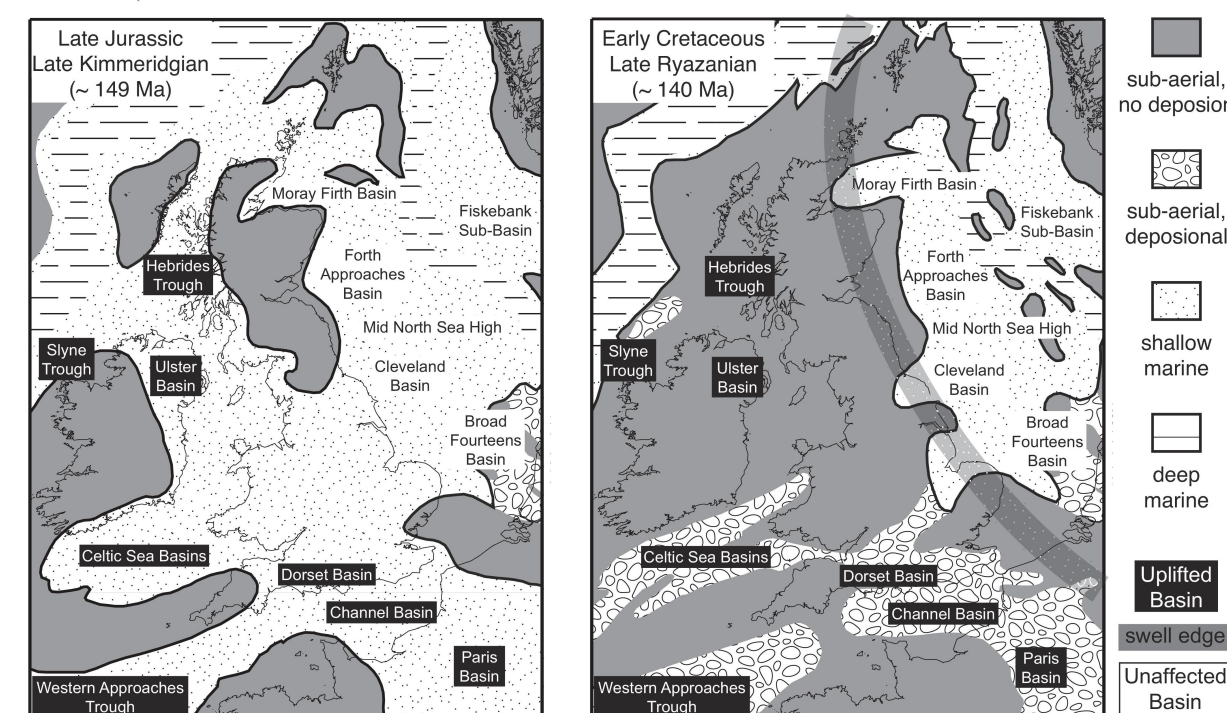 Late Jurassic
Late Kimmeridgian
(~ 149 Ma)
Moray Firth Basin
Fiskebank
Sub-Basin
Hebrides
Trough
Forth
Approaches
Basin
Mid North Sea High
Slyne
Trough
Ulster
Basin
Cleveland
Basin
Broad
Fourteens
Basin
Celtic Sea Basins
Dorset Basin
Channel Basin
Paris
Basin
Western Approaches
Trough
Early Cretaceous
Late Ryazanian
(~ 140 Ma)
Moray Firth Basin
Fiskebank
Sub-Basin
Hebrides
Trough
Forth
Approaches
Basin
Mid North Sea High
Slyne
Trough
Ulster
Basin
Cleveland
Basin
Broad
Fourteens
Basin
Celtic Sea Basins
Dorset Basin
Channel Basin
Paris
Basin
Western Approaches
Trough
sub-aerial,
no deposion
sub-aerial,
deposional
shallow
marine
deep
marine
Uplifted
Basin
swell edge
Unaffected
Basin